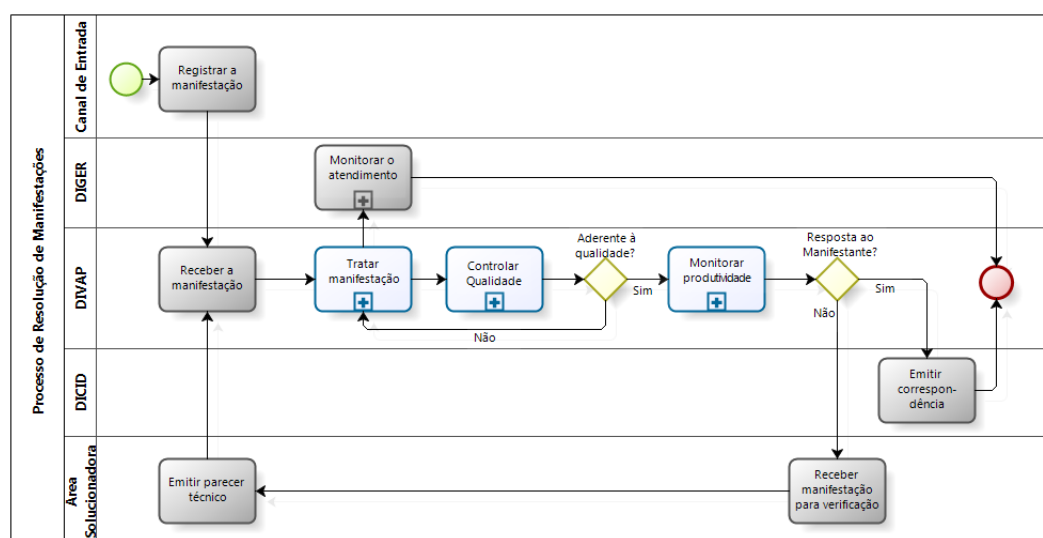 Processo de Resolução de Manifestações
Canal de Entrada
Registrar a
manifestação
DIGER
Monitorar o
atendimento
DIVAP
Receber a
manifestação
Tratar
manifestação
Controlar
Qualidade
Aderente à
qualidade?
Sim
Não
Monitorar
produtividade
Resposta ao
Manifestante?
Sim
Não
DICID
Emitir
correspon-
dência
Área
Solucionadora
Emitir parecer
técnico
Receber
manifestação
para verificação